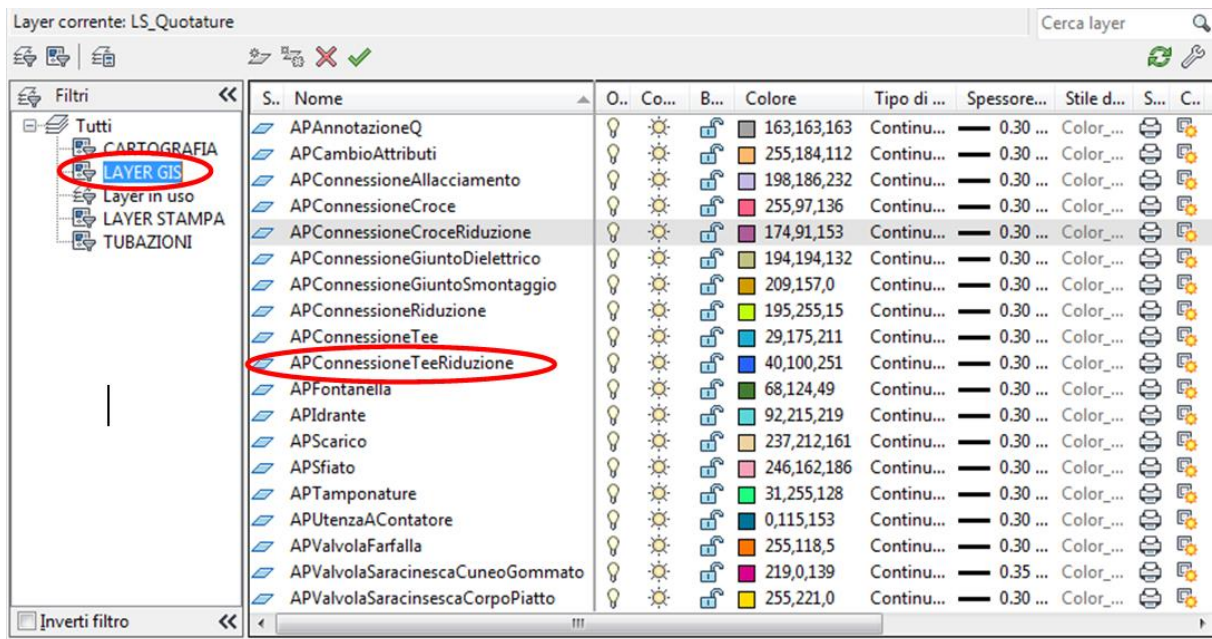 Layer corrente: LS_Quotature
Cerca layer
Filtri
Tutti
CARTOGRAFIA
LAYER GIS
Layer in uso
LAYER STAMPA
TUBAZIONI
Inverti filtro
S.. Nome O.. Co... B... Colore Tipo di ... Spessore... Stile d... S... C..
APAnnotazioneQ 163,163,163 Continu... 0.30 ... Color_...
APCambioAttributi 255,184,112 Continu... 0.30 ... Color_...
APConnessioneAllacciamento 198,186,232 Continu... 0.30 ... Color_...
APConnessioneCroce 255,97,136 Continu... 0.30 ... Color_...
APConnessioneCroceRiduzione 174,91,153 Continu... 0.30 ... Color_...
APConnessioneGiuntoDielettrico 194,194,132 Continu... 0.30 ... Color_...
APConnessioneGiuntoSmontaggio 209,157,0 Continu... 0.30 ... Color_...
APConnessioneRiduzione 195,255,15 Continu... 0.30 ... Color_...
APConnessioneTee 29,175,211 Continu... 0.30 ... Color_...
APConnessioneTeeRiduzione 40,100,251 Continu... 0.30 ... Color_...
APFontanella 68,124,49 Continu... 0.30 ... Color_...
APIdrante 92,215,219 Continu... 0.30 ... Color_...
APScarico 237,212,161 Continu... 0.30 ... Color_...
APSfiato 246,162,186 Continu... 0.30 ... Color_...
APTamponature 31,255,128 Continu... 0.30 ... Color_...
APUtenzaAContatore 0,115,153 Continu... 0.30 ... Color_...
APValvolaFarfalla 255,118,5 Continu... 0.30 ... Color_...
APValvolaSaracinescaCuneoGommato 219,0,139 Continu... 0.35 ... Color_...
APValvolaSaracinsescaCorpoPiatto 255,221,0 Continu... 0.30 ... Color_...